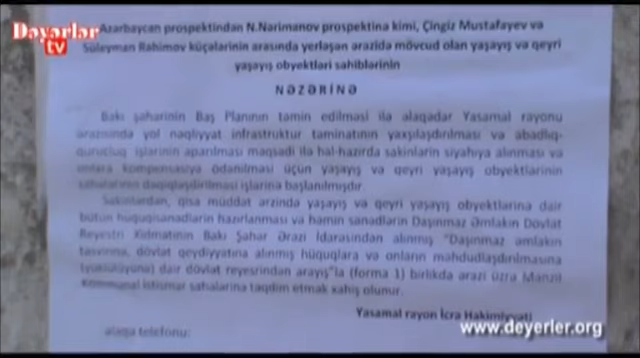 Deyerler
tv
Azərbaycan prospektindən N.Nərimanov prospektinə kimi, Çingiz Mustafayev və
Süleyman Rəhimov küçələrinin arasında yerləşən ərazidə mövcud olan yaşayış və qeyri
yaşayış obyektləri sahiblərinin
NƏZƏRİNƏ
Bakı şəhərinin Baş Planının təmin edilməsi ilə əlaqədar Yasamal rayonu
ərazisində yol nəqliyyat infrastruktur təminatının yaxşılaşdırılması və abadlıq-
quruculuq işlərinin aparılması məqsədi ilə hal-hazırda sakinlərin siyahıya alınması və
onlara kompensasiya ödənilməsi üçün yaşayış və qeyri yaşayış obyektlərinin
sahələrinin dəqiqləşdirilməsi işlərinə başlanılmışdır.
Sakinlərdən, qısa müddət ərzində yaşayış və qeyri yaşayış obyektlərinə dair
bütün hüquqi sənədlərin hazırlanması və həmin sənədlərin Daşınmaz Əmlakın Dövlət
Reyestri Xidmətinin Bakı Şəhər Ərazi İdarəsindən alınmış "Daşınmaz əmlakın
təsvirinə, dövlət qeydiyyatına alınmış hüquqlara və onların məhdudlaşdırılmasına
(yüklülüyünə) dair dövlət reyesrindən arayış"la (forma 1) birlikdə ərazi üzrə Mənzil
Kommunal İstismar sahələrinə təqdim etmək xahiş olunur.
Yasamal rayon İcra Hakimiyyəti
əlaqə telefonu:
www.deyerler.org